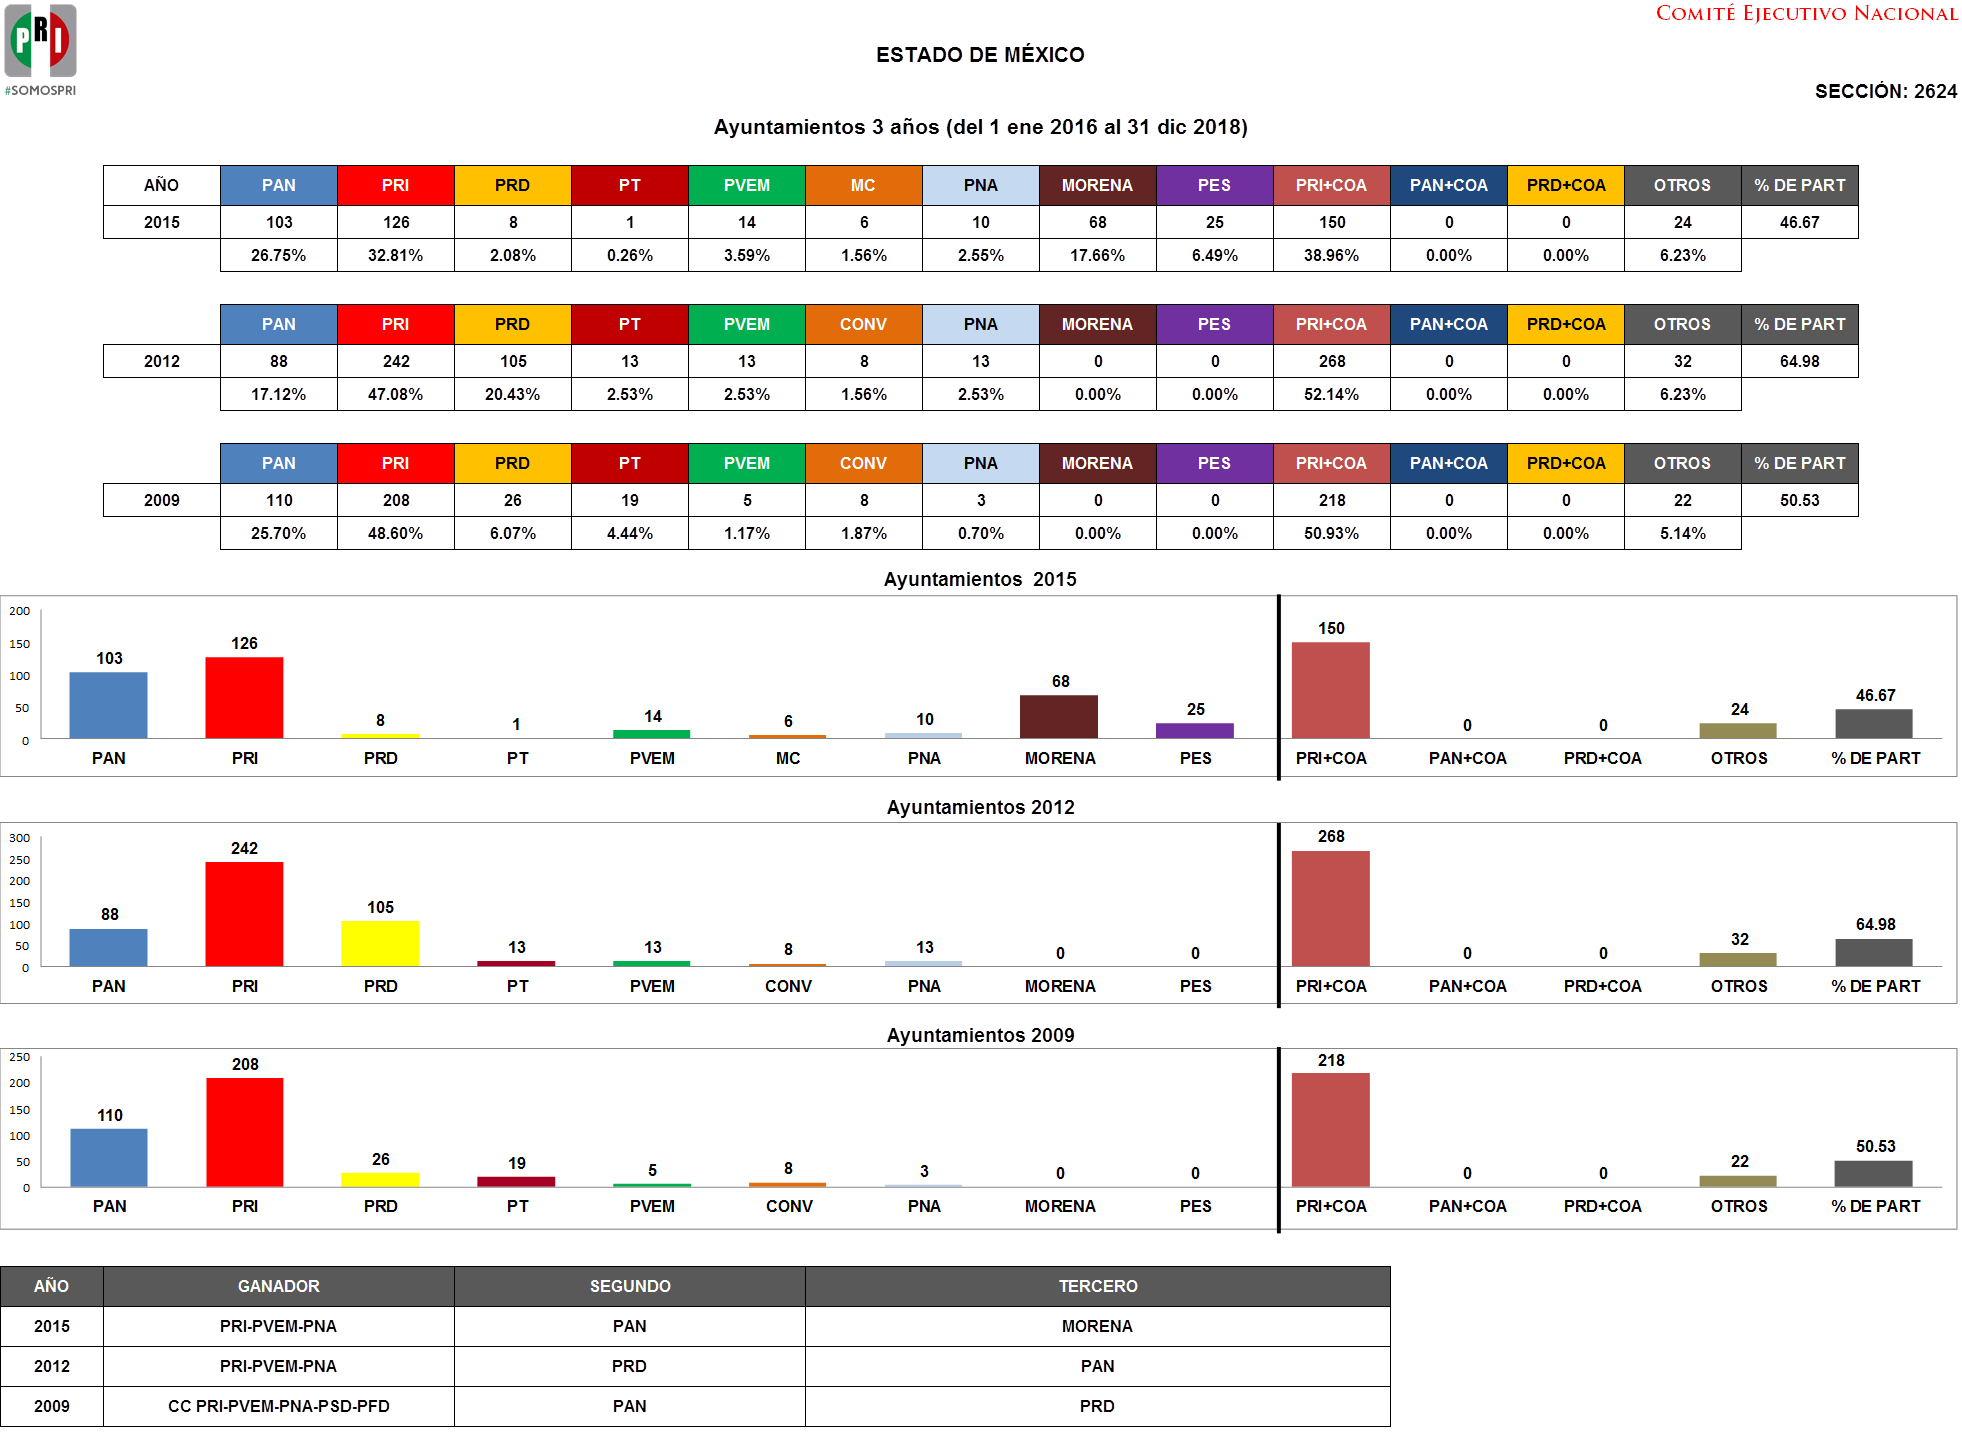 PRI
#SOMOSPRI
COMITÉ EJECUTIVO NACIONAL
ESTADO DE MÉXICO
SECCIÓN: 2624
Ayuntamientos 3 años (del 1 ene 2016 al 31 dic 2018)
AÑO PAN PRI PRD PT PVEM MC PNA MORENA PES PRI+COA PAN+COA PRD+COA OTROS % DE PART
2015 103 126 8 1 14 6 10 68 25 150 0 0 24 46.67
26.75% 32.81% 2.08% 0.26% 3.59% 1.56% 2.55% 17.66% 6.49% 38.96% 0.00% 0.00% 6.23%
PAN PRI PRD PT PVEM CONV PNA MORENA PES PRI+COA PAN+COA PRD+COA OTROS % DE PART
2012 88 242 105 13 13 8 13 0 0 268 0 0 32 64.98
17.12% 47.08% 20.43% 2.53% 2.53% 1.56% 2.53% 0.00% 0.00% 52.14% 0.00% 0.00% 6.23%
PAN PRI PRD PT PVEM CONV PNA MORENA PES PRI+COA PAN+COA PRD+COA OTROS % DE PART
2009 110 208 26 19 5 8 3 0 0 218 0 0 22 50.53
25.70% 48.60% 6.07% 4.44% 1.17% 1.87% 0.70% 0.00% 0.00% 50.93% 0.00% 0.00% 5.14%
Ayuntamientos 2015
200
150
100
50
0
103 126 8 1 14 6 10 68 25 150 0 0 24 46.67
PAN PRI PRD PT PVEM MC PNA MORENA PES PRI+COA PAN+COA PRD+COA OTROS % DE PART
Ayuntamientos 2012
300
250
200
150
100
50
0
88 242 105 13 13 8 13 0 0 268 0 0 32 64.98
PAN PRI PRD PT PVEM CONV PNA MORENA PES PRI+COA PAN+COA PRD+COA OTROS % DE PART
Ayuntamientos 2009
250
200
150
100
50
0
110 208 26 19 5 8 3 0 0 218 0 0 22 50.53
PAN PRI PRD PT PVEM CONV PNA MORENA PES PRI+COA PAN+COA PRD+COA OTROS % DE PART
AÑO GANADOR SEGUNDO TERCERO
2015 PRI-PVEM-PNA PAN MORENA
2012 PRI-PVEM-PNA PRD PAN
2009 CC PRI-PVEM-PNA-PSD-PFD PAN PRD